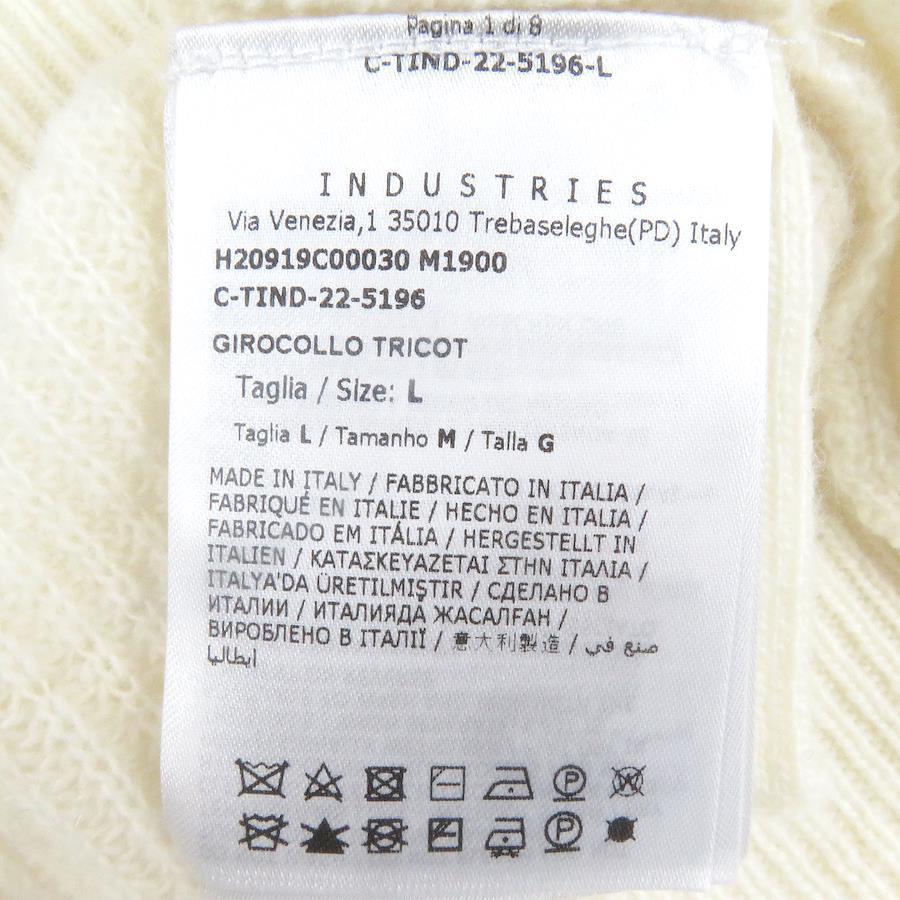 Pagina 1 di 8
C-TIND-22-5196-L
INDUSTRIES
Via Venezia,1 35010 Trebaseleghe(PD) Italy
H20919C00030 M1900
C-TIND-22-5196
GIROCOLLO TRICOT
Taglia / Size: L
Taglia L / Tamanho M / Talla G
MADE IN ITALY / FABBRICATO IN ITALIA /
FABRIQUÉ EN ITALIE / HECHO EN ITALIA /
FABRICADO EM ITÁLIA / HERGESTELLT IN
ITALIEN / ΚΑΤΑΣΚΕΥΑΖΕΤΑΙ ΣΤΗΝ ΙΤΑΛΙΑ /
ITALYA'DA ÜRETILMIŞTIR / СДЕЛАНО В
ИТАЛИИ / ИТАЛИЯДА ЖАСАЛҒАН /
ВИРОБЛЕНО В ІТАЛІЇ / 意大利製造 / صنع في
أيطاليا
P
W
P